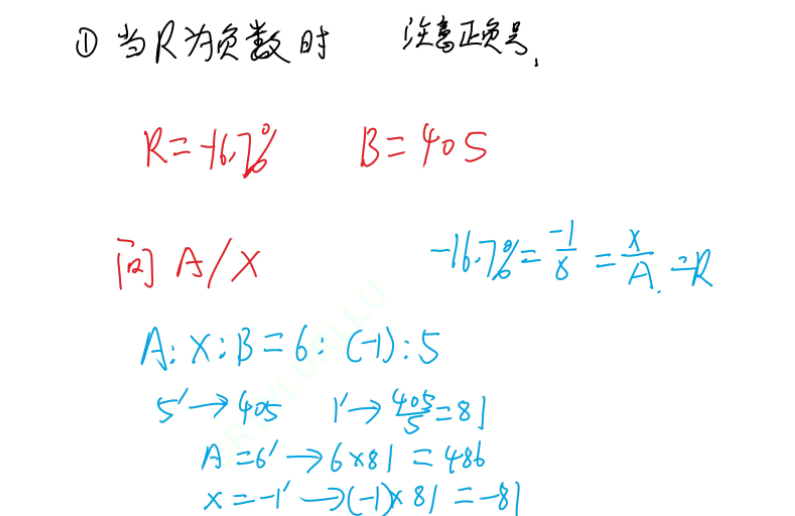 ① 当R为负数时 注意正负号,
R=-16.7% B=405
问 A/X
-16.7%=-1/6=X/A.=R
A:X:B=6:(-1):5
5'→405 1'→405/5=81
A=6'→6×81=486
X=-1'→(-1)×81=-81